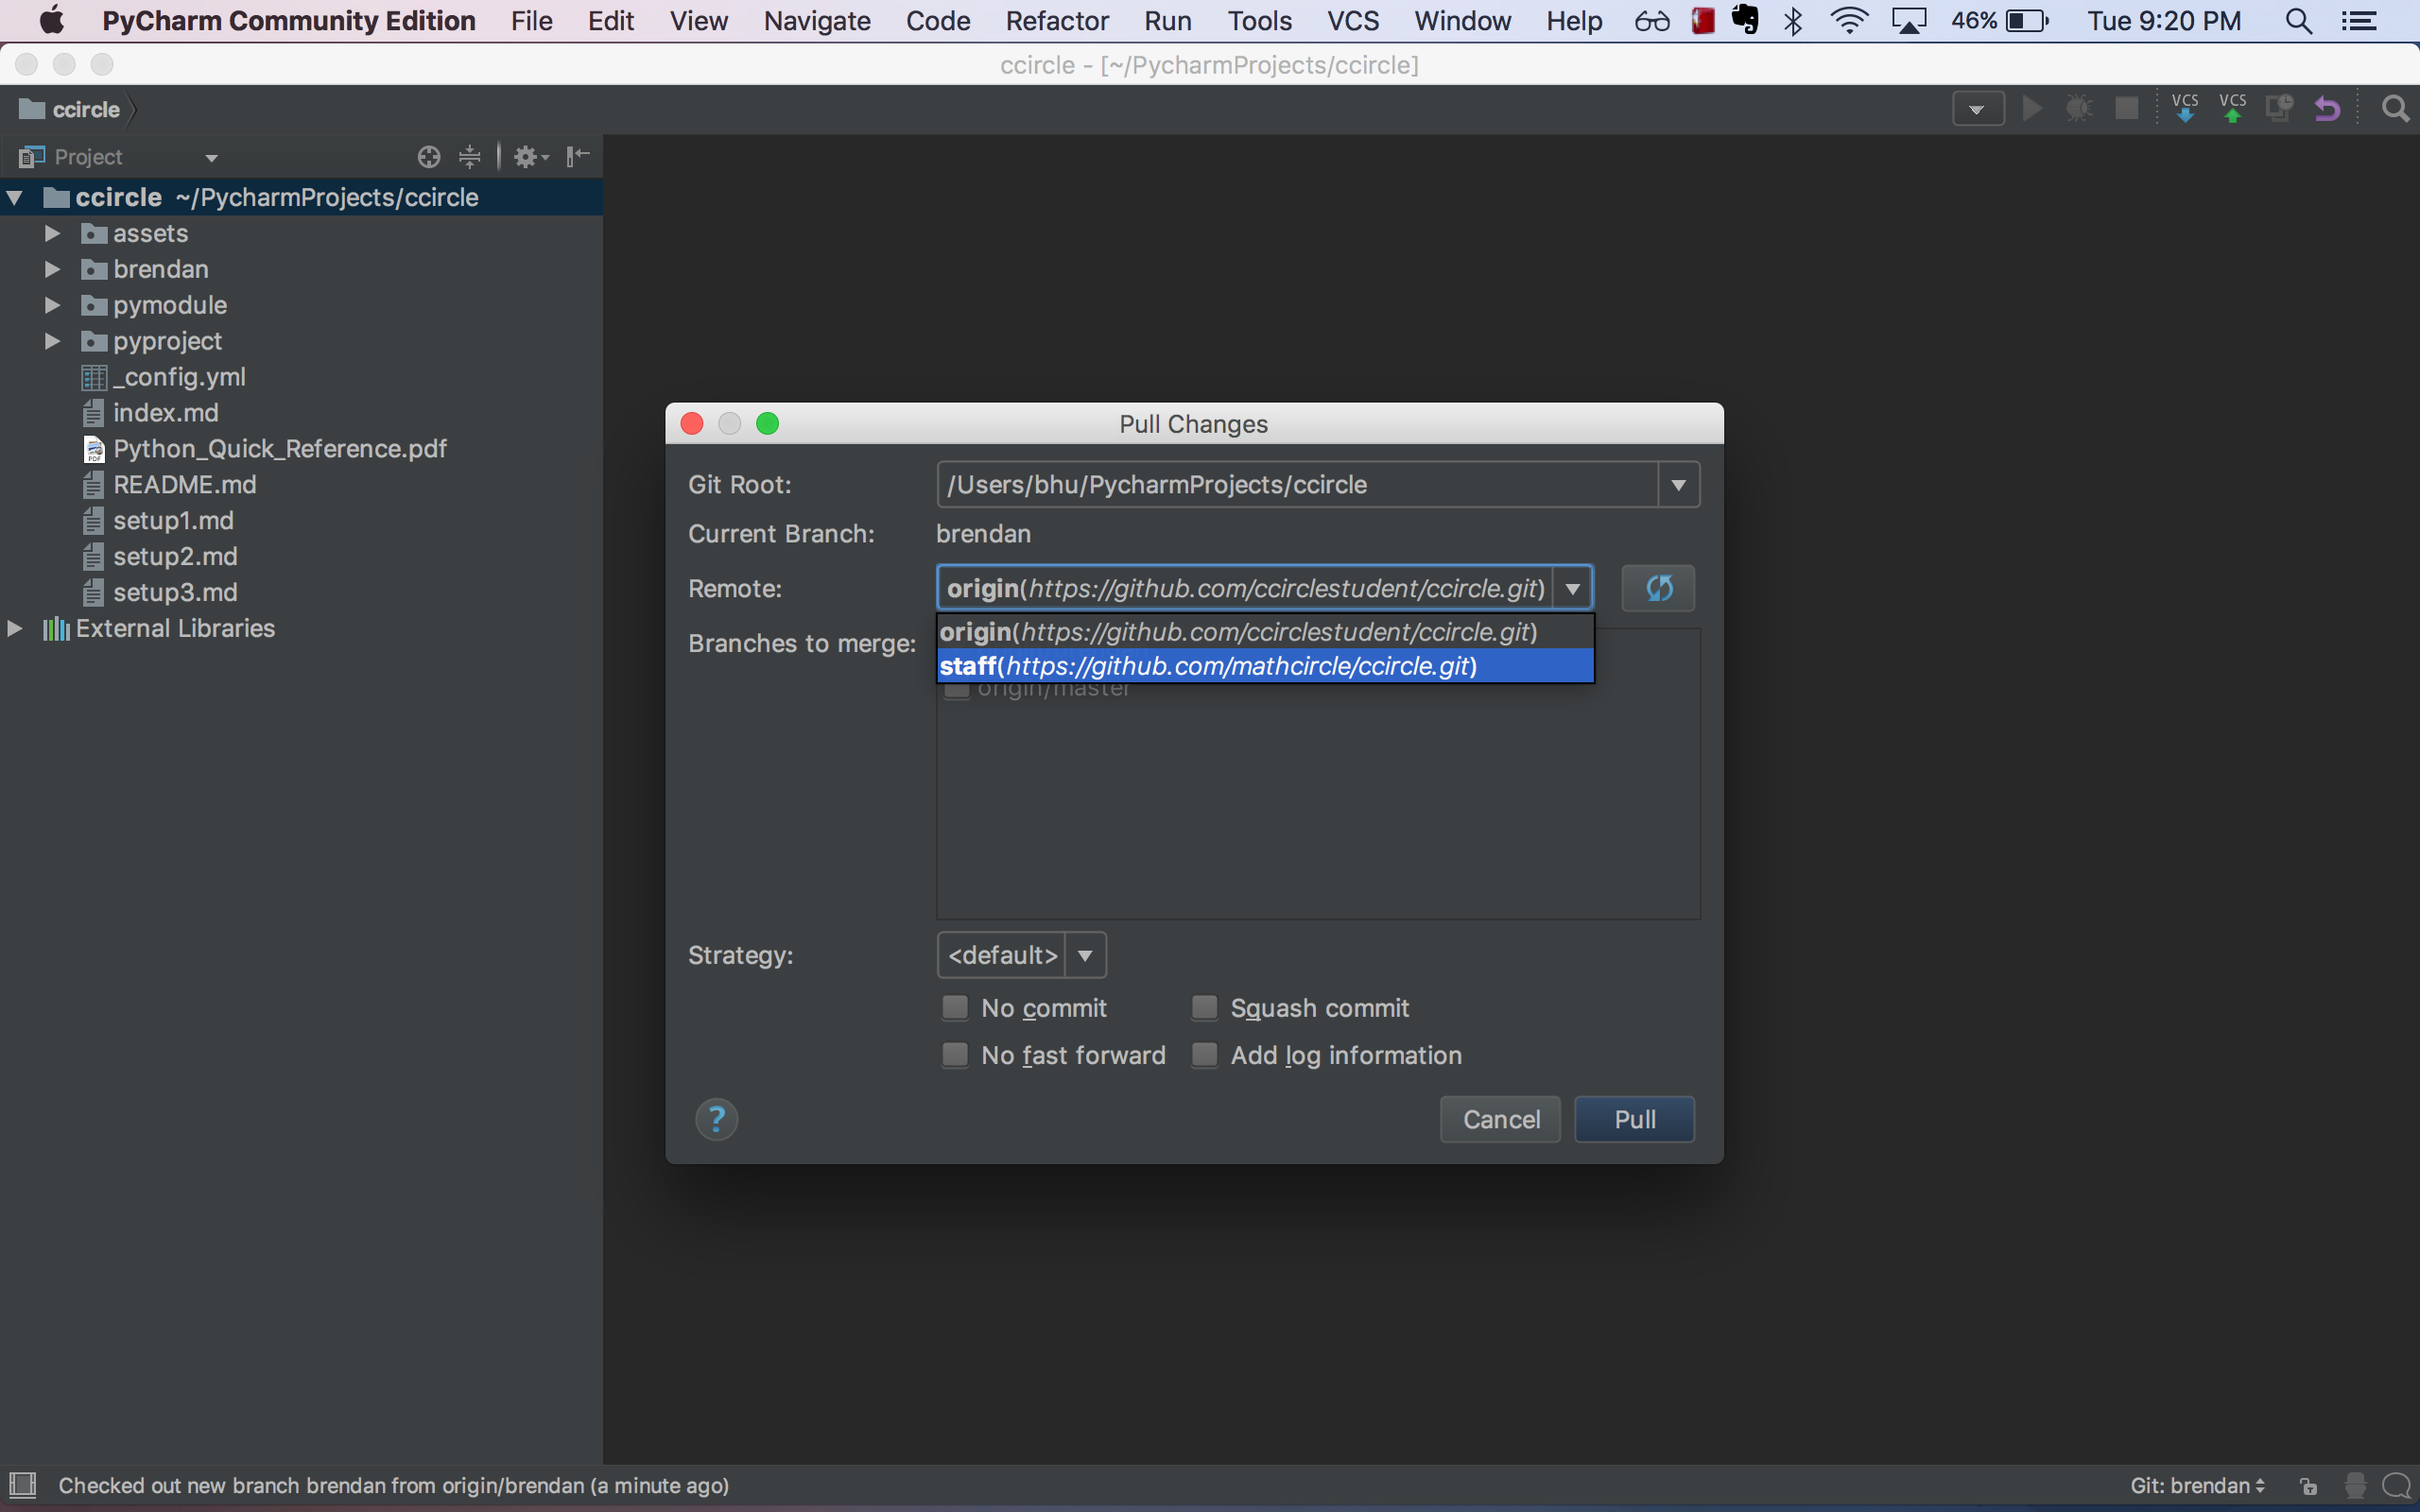 PyCharm Community Edition File Edit View Navigate Code Refactor Run Tools VCS Window Help 46% Tue 9:20 PM
ccircle - [~/PycharmProjects/ccircle]
ccircle VCS VCS
Project
ccircle ~/PycharmProjects/ccircle
assets
brendan
pymodule
pyproject
_config.yml
index.md
Python_Quick_Reference.pdf
README.md
setup1.md
setup2.md
setup3.md
External Libraries
Pull Changes
Git Root: /Users/bhu/PycharmProjects/ccircle
Current Branch: brendan
Remote: origin(https://github.com/ccirclestudent/ccircle.git)
origin(https://github.com/ccirclestudent/ccircle.git)
Branches to merge:
staff(https://github.com/mathcircle/ccircle.git)
origin/master
Strategy: <default>
No commit Squash commit
No fast forward Add log information
? Cancel Pull
Checked out new branch brendan from origin/brendan (a minute ago) Git: brendan